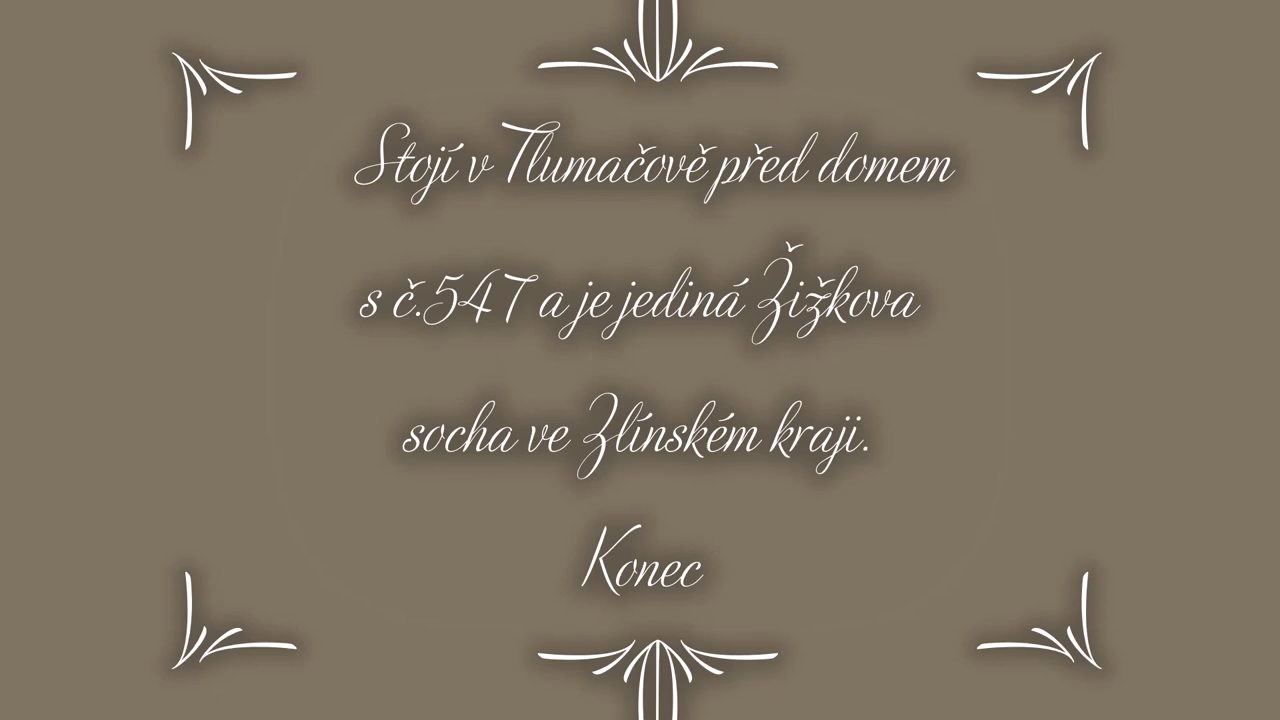 Stojí v Tlumačově před domem
s č.547 a je jediná Žižkova
socha ve Zlínském kraji.
Konec